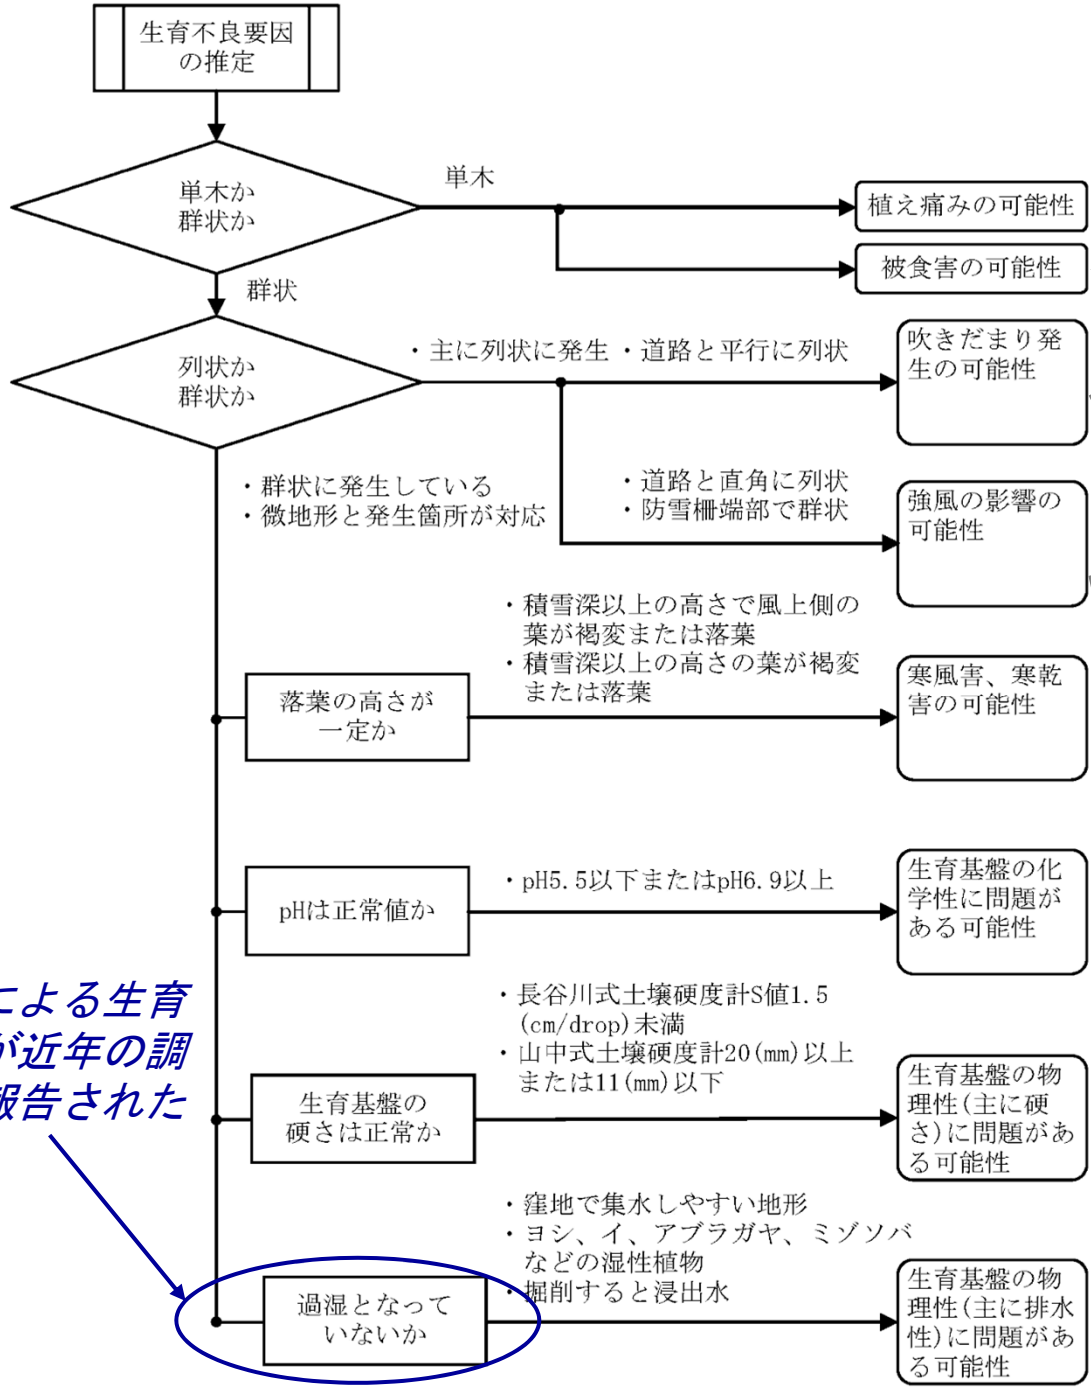 生育不良要因
の推定
単木か
群状か
単木
植え痛みの可能性
被食害の可能性
群状
列状か
群状か
・主に列状に発生
・道路と平行に列状
吹きだまり発
生の可能性
・群状に発生している
・微地形と発生箇所が対応
・道路と直角に列状
・防雪柵端部で群状
強風の影響の
可能性
・積雪深以上の高さで風上側の
葉が褐変または落葉
・積雪深以上の高さの葉が褐変
または落葉
落葉の高さが
一定か
寒風害、寒乾
害の可能性
pHは正常値か
・pH5.5以下またはpH6.9以上
生育基盤の化
学性に問題が
ある可能性
による生育
が近年の調
報告された
・長谷川式土壌硬度計S値1.5
(cm/drop)未満
・山中式土壌硬度計20(mm)以上
または11(mm)以下
生育基盤の
硬さは正常か
生育基盤の物
理性(主に硬
さ)に問題があ
る可能性
・窪地で集水しやすい地形
・ヨシ、イ、アブラガヤ、ミゾソバ
などの湿性植物
・掘削すると浸出水
過湿となって
いないか
生育基盤の物
理性(主に排水
性)に問題があ
る可能性